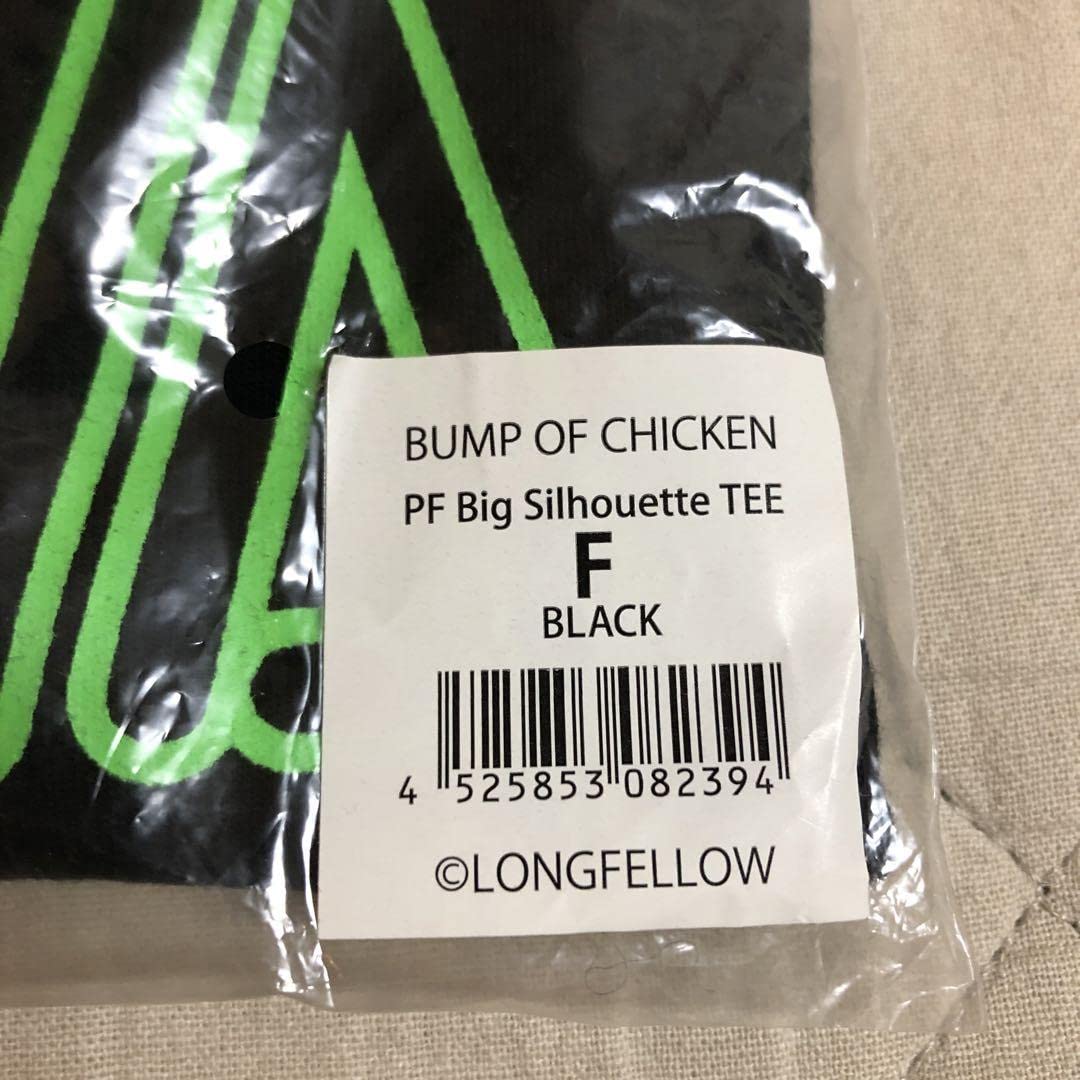 BUMP OF CHICKEN
PF Big Silhouette TEE
F
BLACK
4 525853 082394
©LONGFELLOW